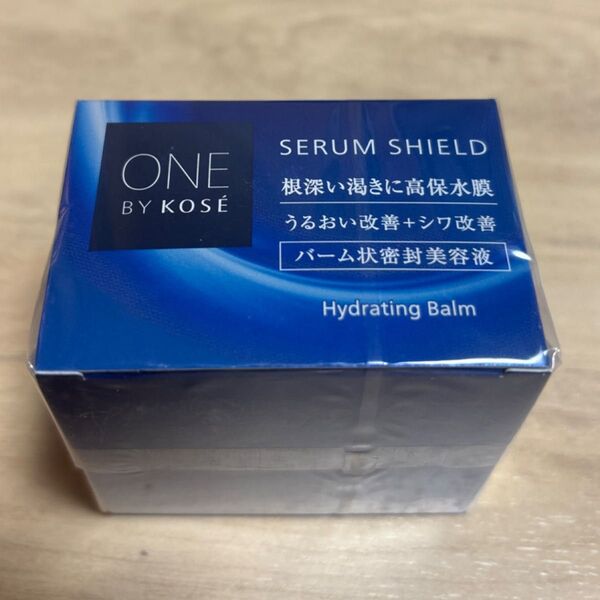 ONE
BY KOSÉ
SERUM SHIELD
根深い渇きに高保水膜
うるおい改善+シワ改善
バーム状密封美容液
Hydrating Balm